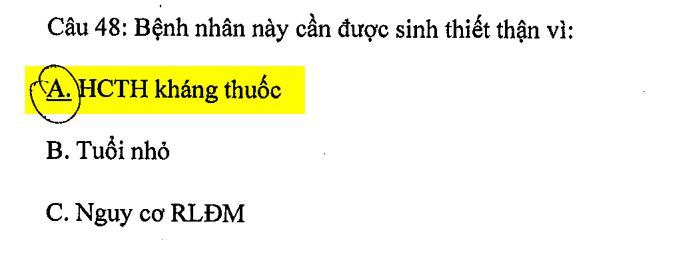 Câu 48: Bệnh nhân này cần được sinh thiết thận vì:
A. HCTH kháng thuốc
B. Tuổi nhỏ
C. Nguy cơ RLĐM